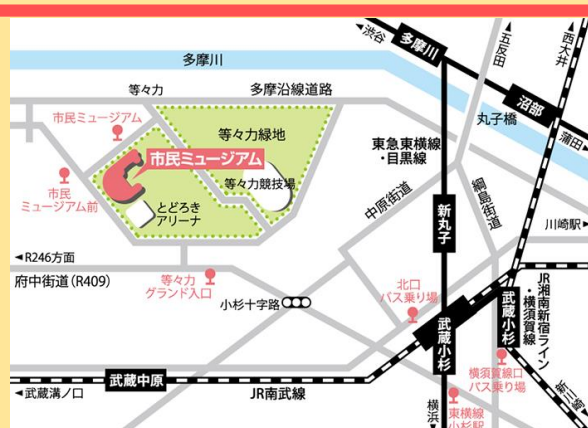 ◀渋谷
多摩川
五反田
西大井
多摩川
等々力
多摩沿線道路
沼部
蒲田▶
丸子橋
市民ミュージアム
等々力緑地
東急東横線
・目黒線
市民ミュージアム
市民
ミュージアム前
等々力競技場
とどろき
アリーナ
中原街道
綱島街道
新丸子
川崎駅▶
◀R246方面
府中街道(R409)
等々力
グランド入口
小杉十字路
北口
バス乗り場
JR湘南新宿ライン
・横須賀線
武蔵小杉
武蔵小杉
横須賀線口
バス乗り場
武蔵中原
◀武蔵溝ノ口
JR南武線
新川崎
横浜
東横線
小杉駅